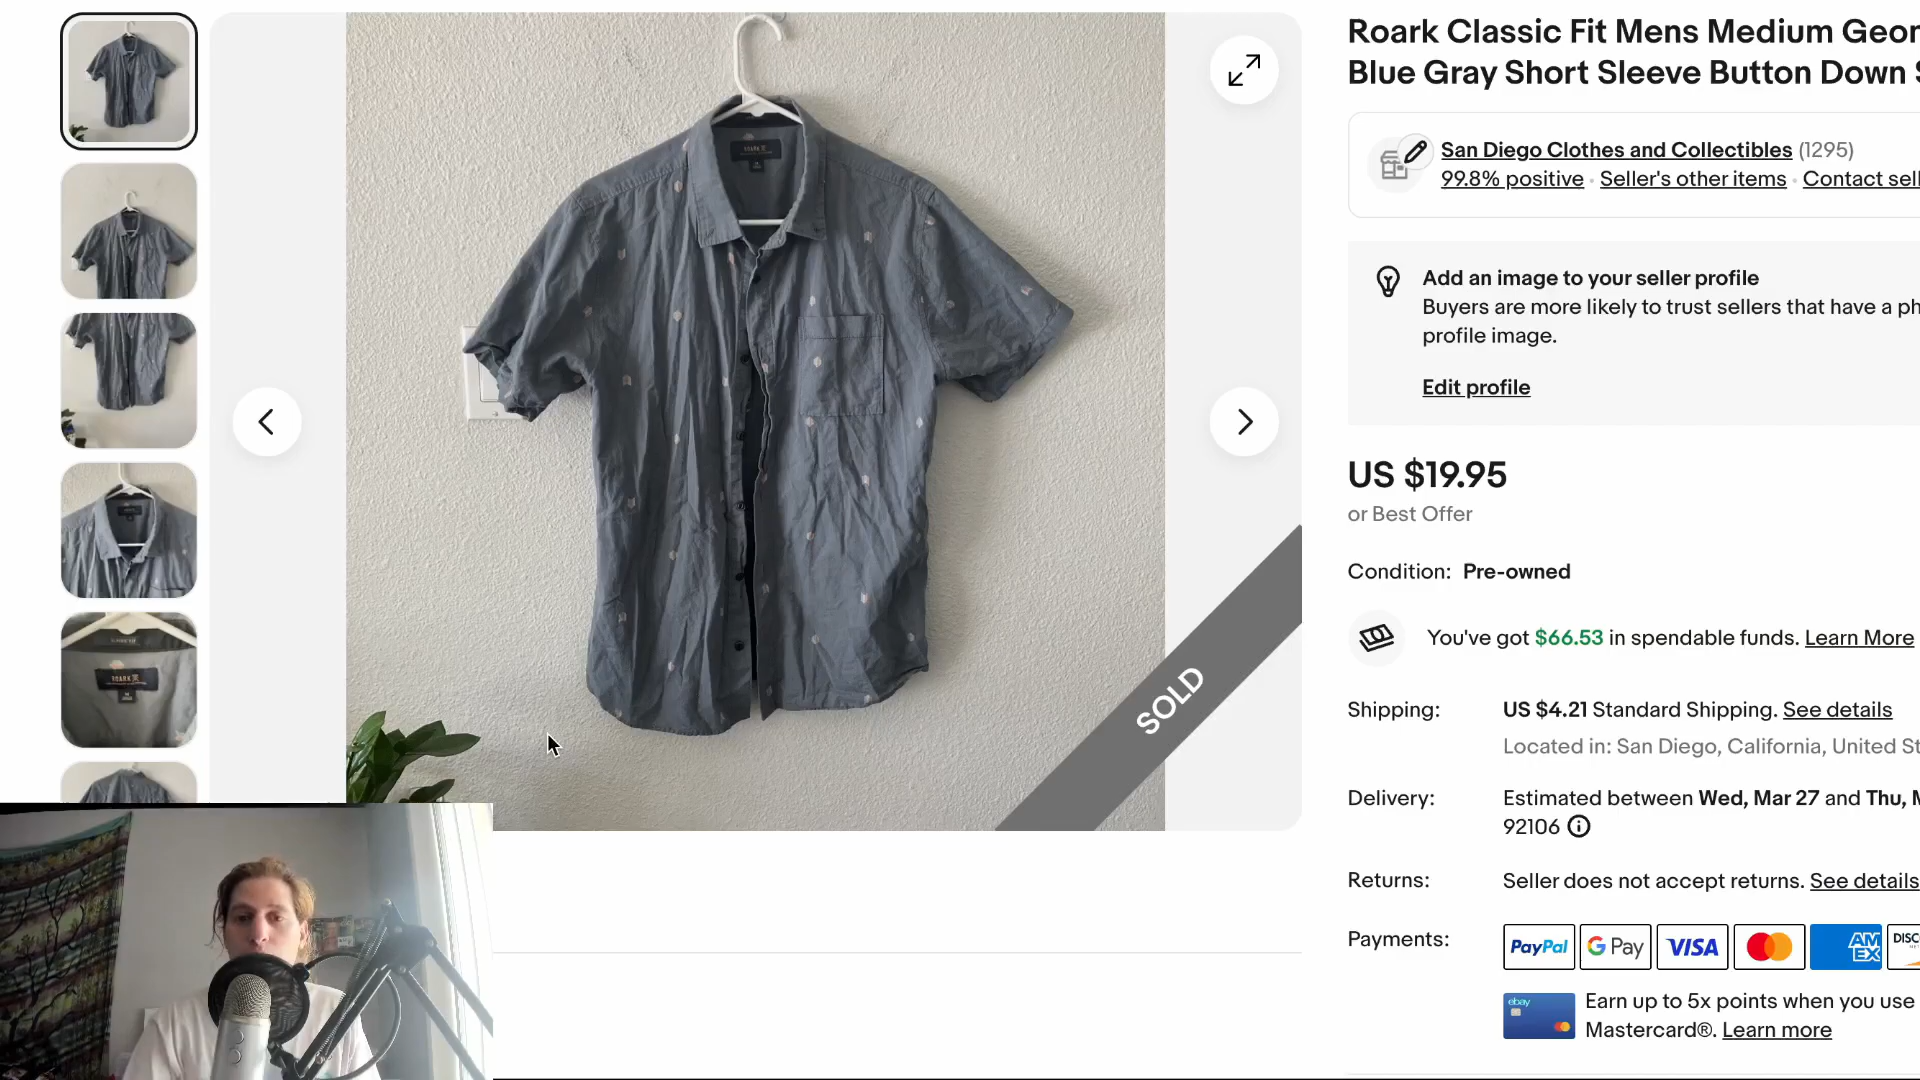 Roark Classic Fit Mens Medium Geor
Blue Gray Short Sleeve Button Down S
San Diego Clothes and Collectibles (1295)
99.8% positive · Seller's other items · Contact sell
Add an image to your seller profile
Buyers are more likely to trust sellers that have a ph
profile image.
Edit profile
US $19.95
or Best Offer
Condition: Pre-owned
You've got $66.53 in spendable funds. Learn More
Shipping: US $4.21 Standard Shipping. See details
Located in: San Diego, California, United St
Delivery: Estimated between Wed, Mar 27 and Thu, M
92106
Returns: Seller does not accept returns. See details
Payments: PayPal G Pay VISA AM EX DISC
ebay
Earn up to 5x points when you use
Mastercard®. Learn more
SOLD
ROARK
M
ROARK
M